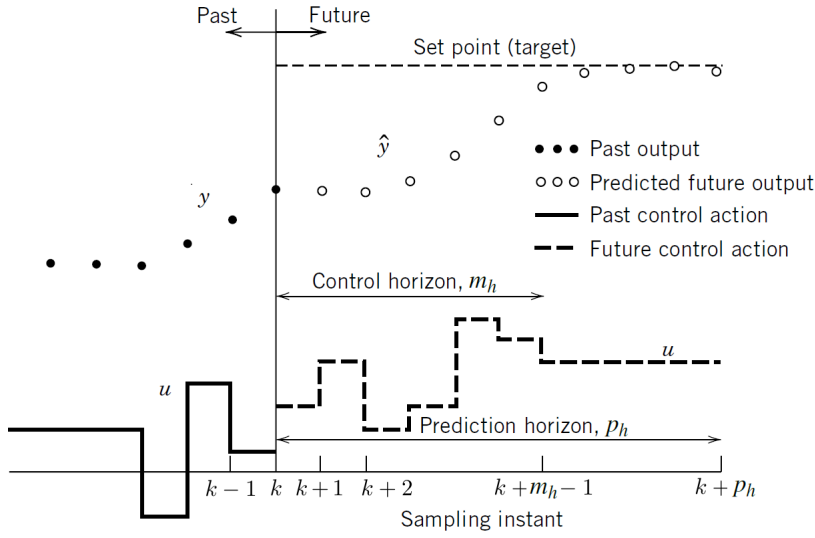 Past Future
Set point (target)
ŷ
y
Past output
Predicted future output
Past control action
Future control action
Control horizon, m_h
u
u
Prediction horizon, p_h
k − 1 k k + 1 k + 2 k + m_h − 1 k + p_h
Sampling instant